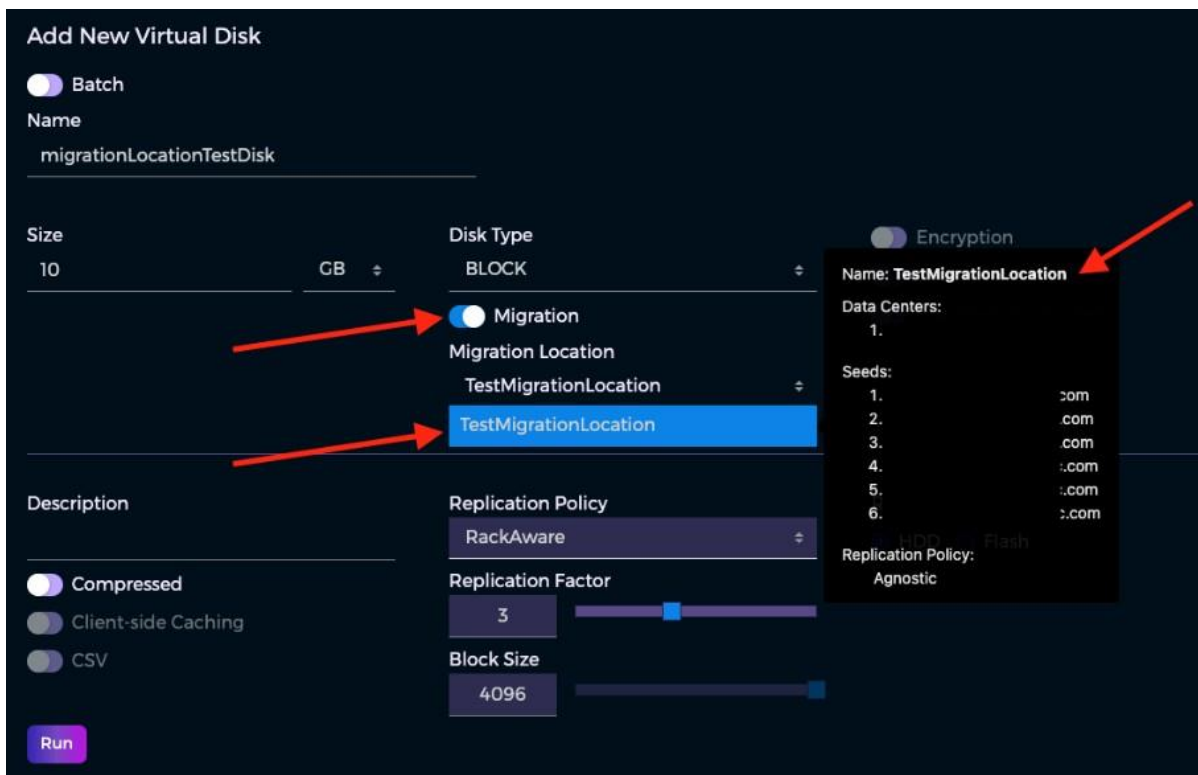 Add New Virtual Disk
Batch
Name
migrationLocationTestDisk
Size
10
GB
Disk Type
BLOCK
Migration
Migration Location
TestMigrationLocation
TestMigrationLocation
Encryption
Name: TestMigrationLocation
Data Centers:
1.
Seeds:
1. com
2. .com
3. .com
4. .com
5. .com
6. .com
HDD Flash
Replication Policy:
Agnostic
Description
Compressed
Client-side Caching
CSV
Replication Policy
RackAware
Replication Factor
3
Block Size
4096
Run